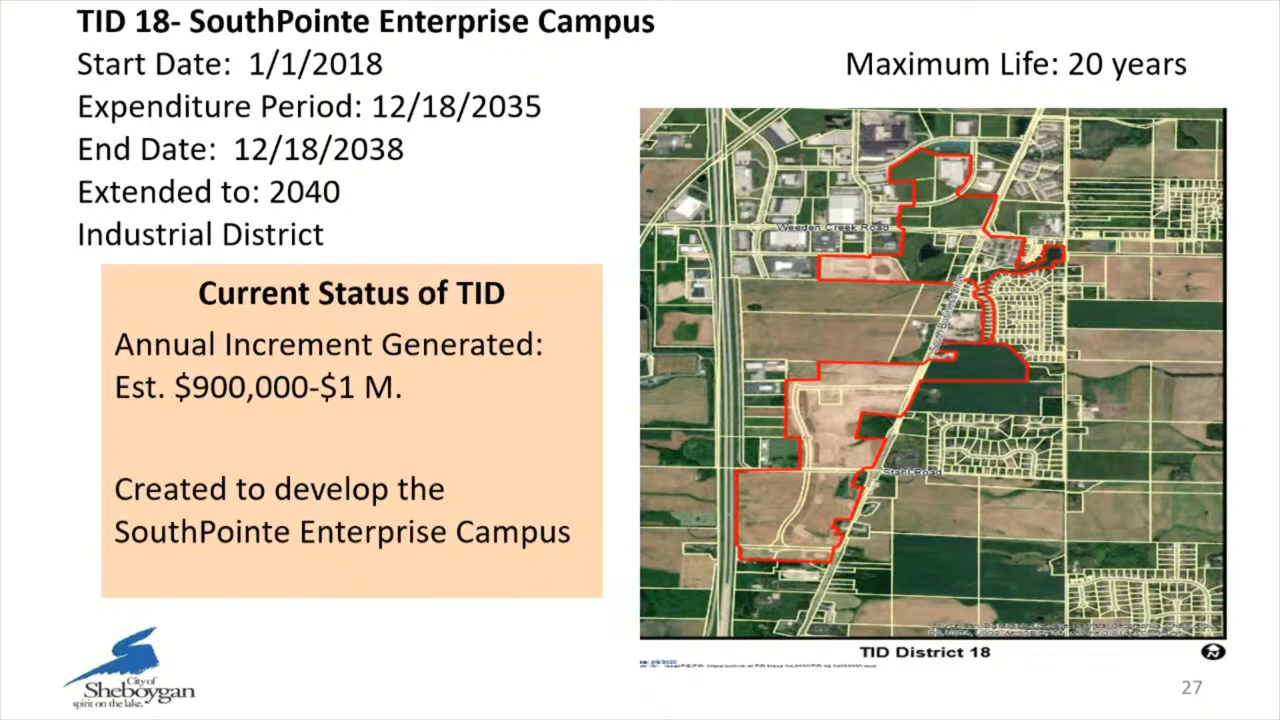 TID 18- SouthPointe Enterprise Campus
Start Date: 1/1/2018
Maximum Life: 20 years
Expenditure Period: 12/18/2035
End Date: 12/18/2038
Extended to: 2040
Industrial District
Current Status of TID
Annual Increment Generated:
Est. $900,000-$1 M.
Created to develop the
SouthPointe Enterprise Campus
Weeden Creek Road
Stahl Road
TID District 18
City of
Sheboygan
spirit on the lake.
27